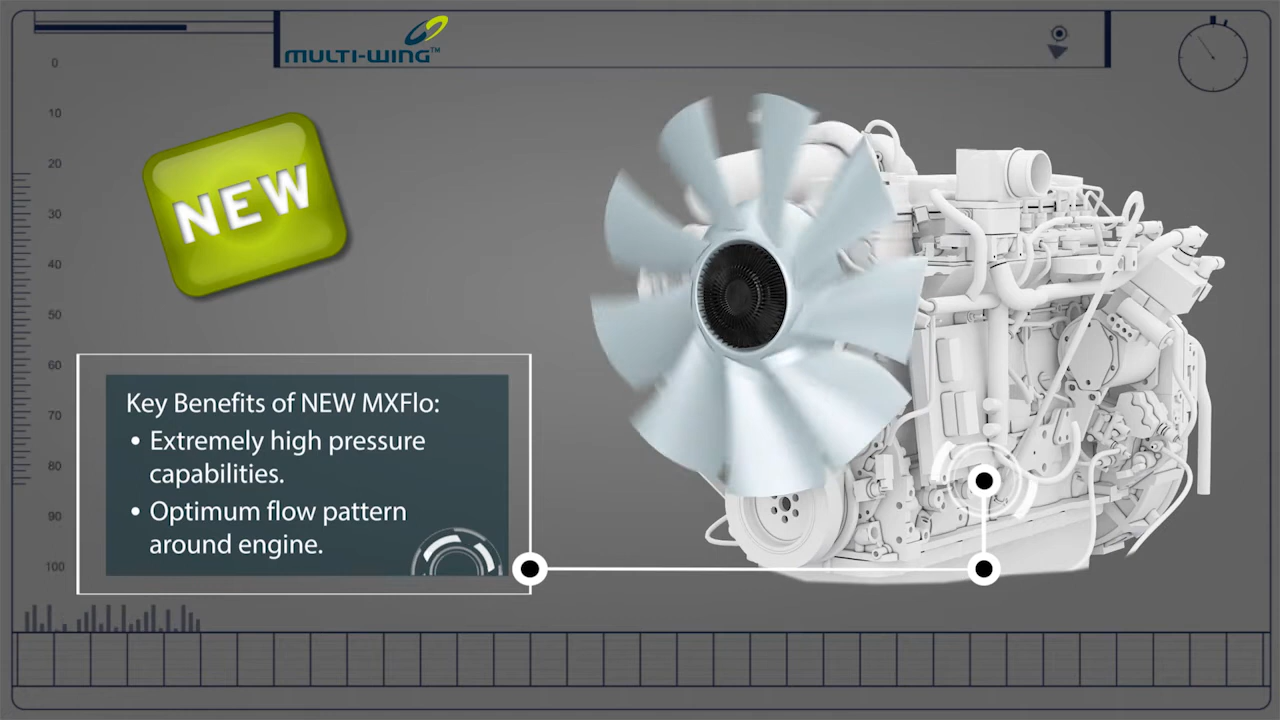 MULTI-WING™
0
10
20
30
40
50
60
70
80
90
100
NEW
Key Benefits of NEW MXFlo:
• Extremely high pressure
capabilities.
• Optimum flow pattern
around engine.